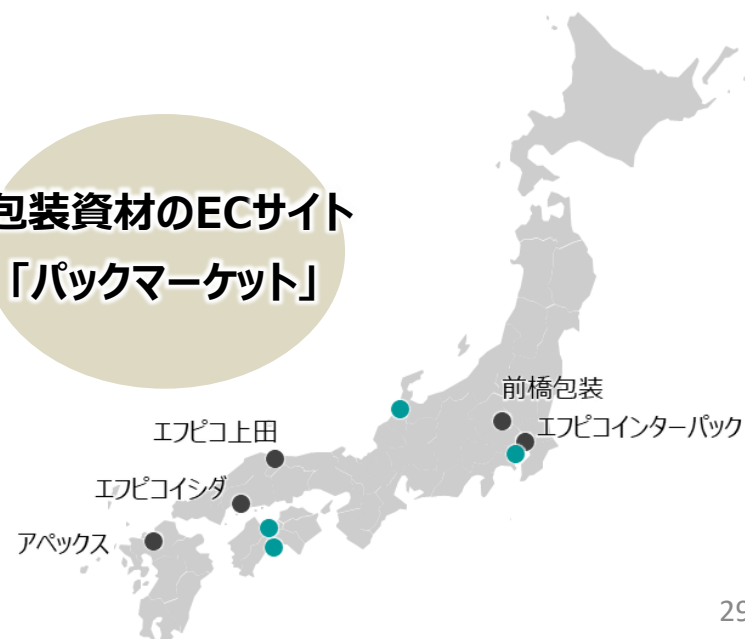 包装資材のECサイト
「パックマーケット」
前橋包装
エフピコインターパック
エフピコ上田
エフピコイシダ
アペックス
29